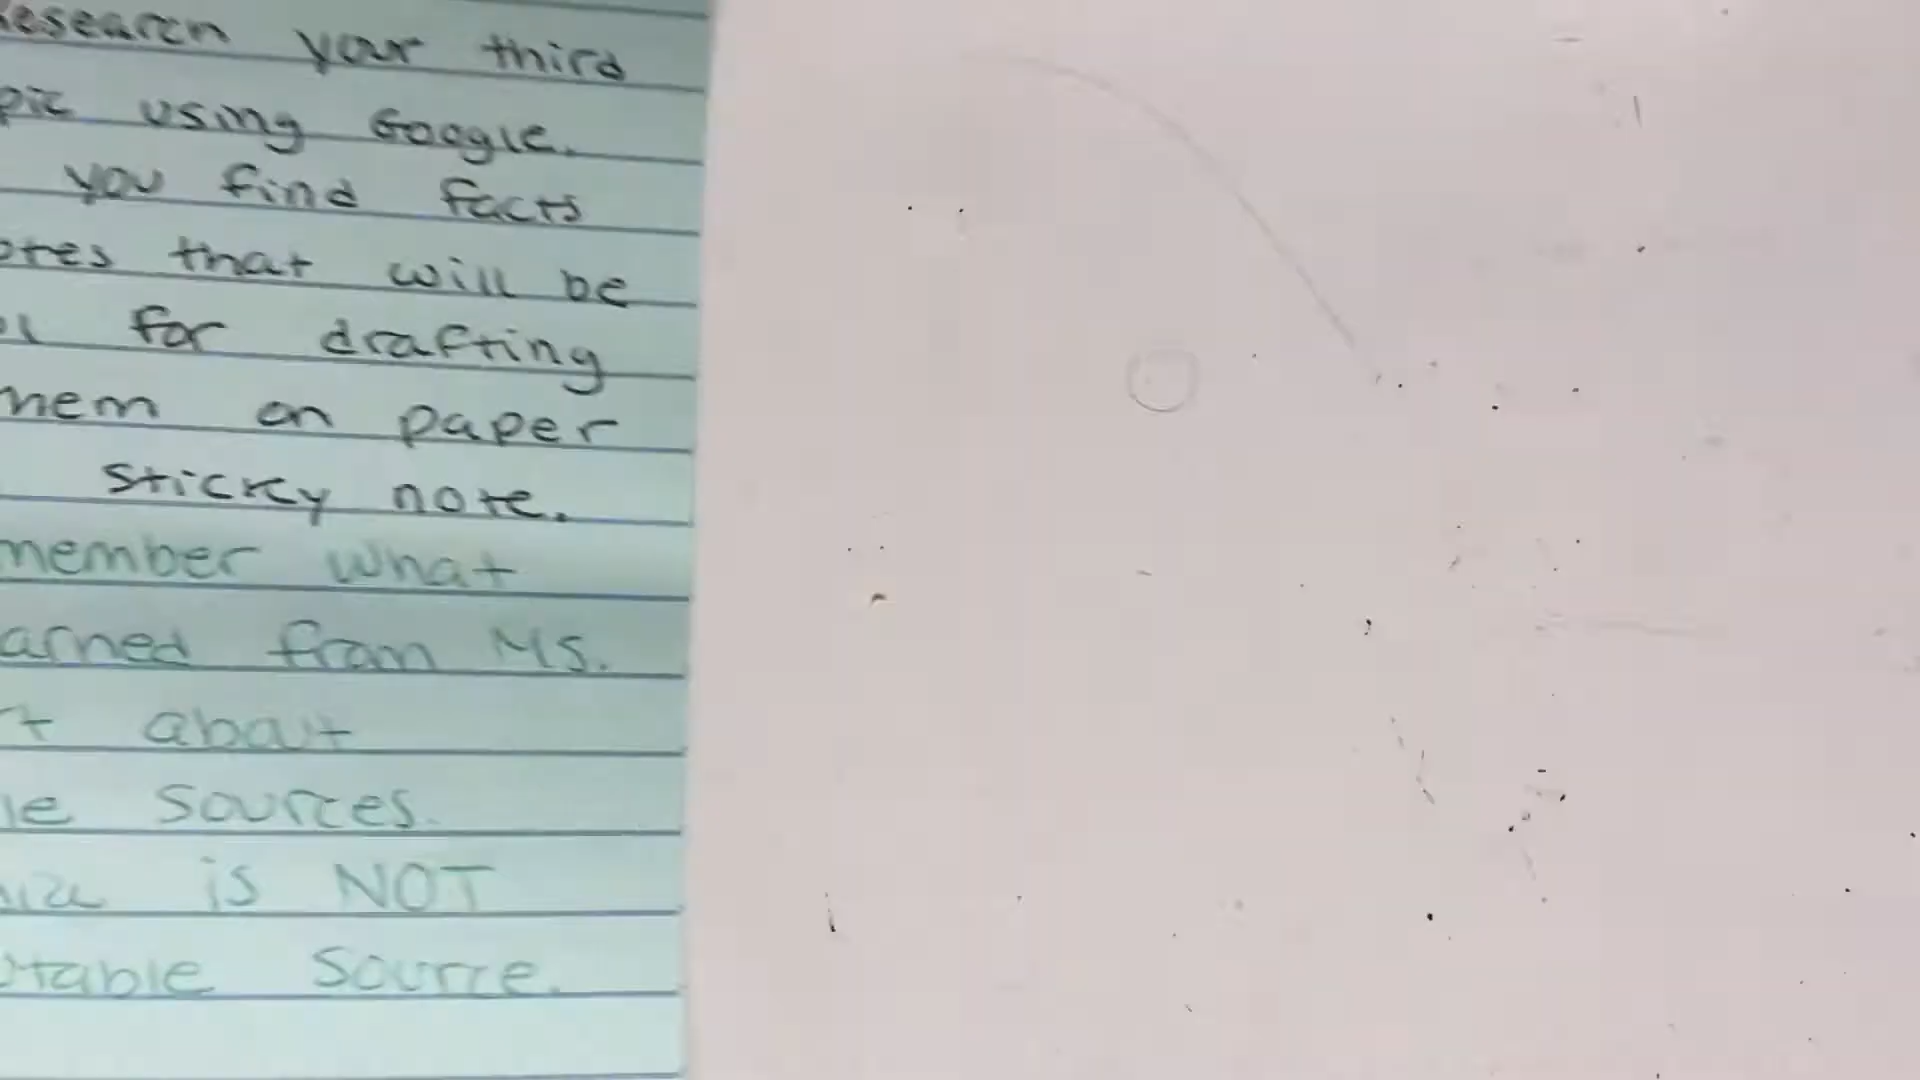 esearch your third
pic using Google.
you find facts
otes that will be
for drafting
hem on paper
sticky note.
member what
arned from Ms.
t about
le sources.
is NOT
table source.